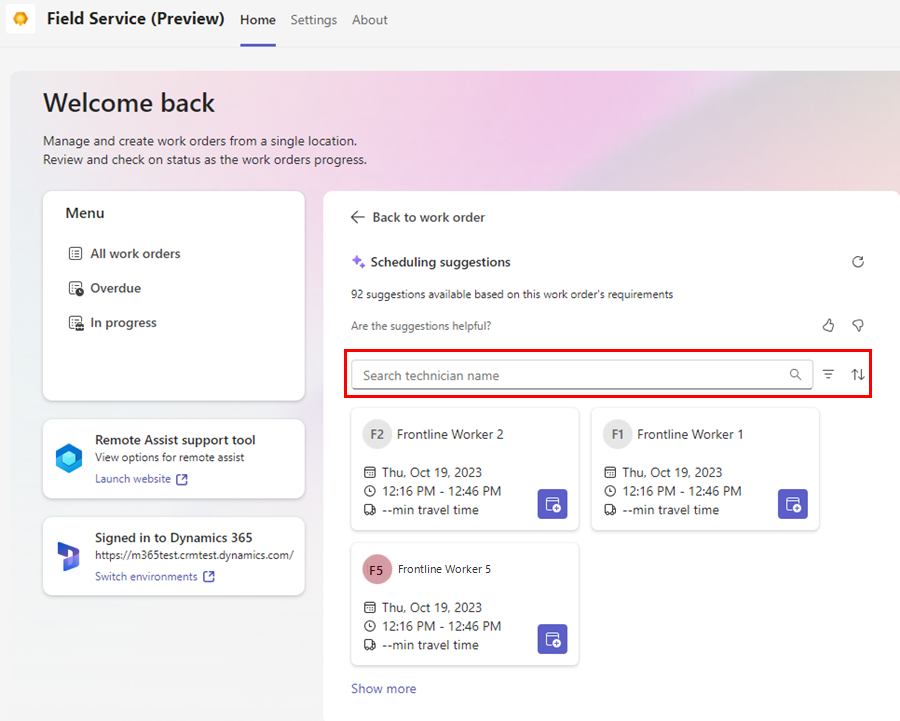 Field Service (Preview) Home Settings About
Welcome back
Manage and create work orders from a single location.
Review and check on status as the work orders progress.
Menu
All work orders
Overdue
In progress
Remote Assist support tool
View options for remote assist
Launch website
Signed in to Dynamics 365
https://m365test.crmtest.dynamics.com/
Switch environments
Back to work order
Scheduling suggestions
92 suggestions available based on this work order's requirements
Are the suggestions helpful?
Search technician name
F2 Frontline Worker 2
Thu, Oct 19, 2023
12:16 PM - 12:46 PM
--min travel time
F1 Frontline Worker 1
Thu, Oct 19, 2023
12:16 PM - 12:46 PM
--min travel time
F5 Frontline Worker 5
Thu, Oct 19, 2023
12:16 PM - 12:46 PM
--min travel time
Show more